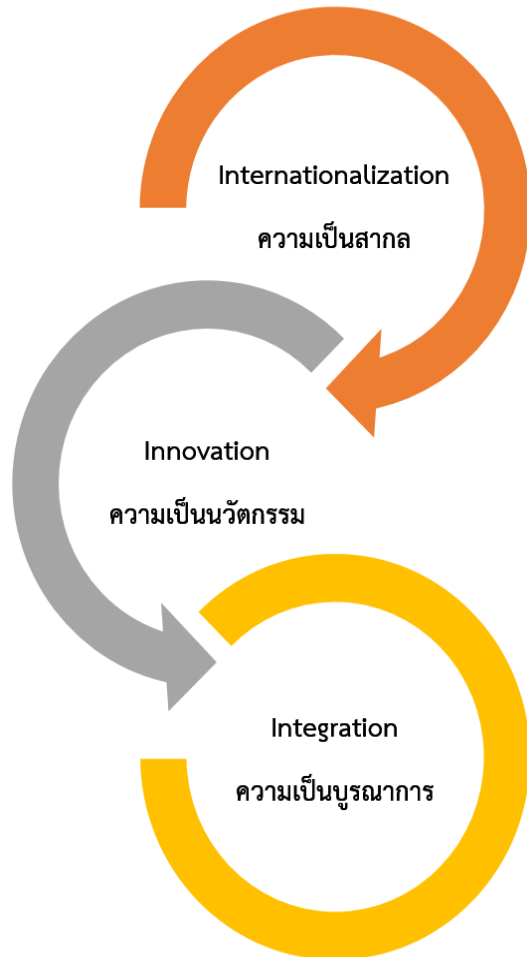 Internationalization
ความเป็นสากล
Innovation
ความเป็นนวัตกรรม
Integration
ความเป็นบูรณาการ